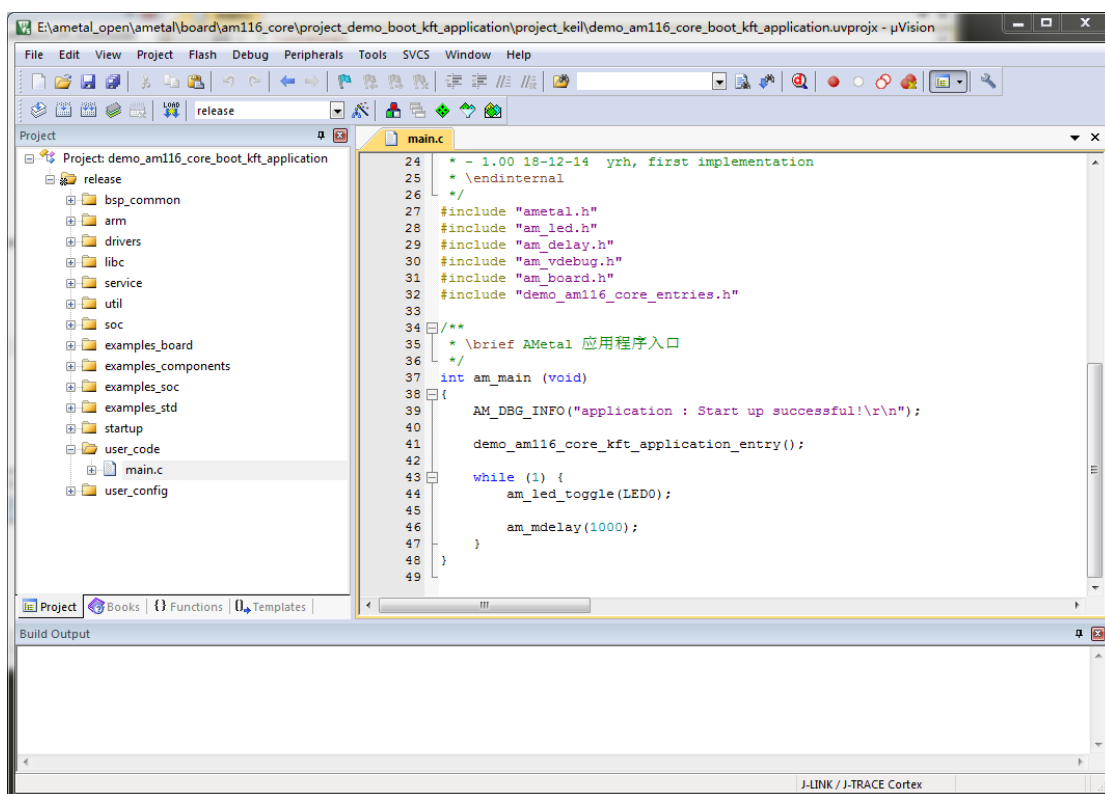 E:\ametal_open\ametal\board\am116_core\project_demo_boot_kft_application\project_keil\demo_am116_core_boot_kft_application.uvprojx - µVision
File Edit View Project Flash Debug Peripherals Tools SVCS Window Help
LOAD
release
Project
main.c
Project: demo_am116_core_boot_kft_application
release
bsp_common
arm
drivers
libc
service
util
soc
examples_board
examples_components
examples_soc
examples_std
startup
user_code
main.c
user_config
24 * - 1.00 18-12-14 yrh, first implementation
25 * \endinternal
26 */
27 #include "ametal.h"
28 #include "am_led.h"
29 #include "am_delay.h"
30 #include "am_vdebug.h"
31 #include "am_board.h"
32 #include "demo_am116_core_entries.h"
33
34 /**
35 * \brief AMetal 应用程序入口
36 */
37 int am_main (void)
38 {
39 AM_DBG_INFO("application : Start up successful!\r\n");
40
41 demo_am116_core_kft_application_entry();
42
43 while (1) {
44 am_led_toggle(LED0);
45
46 am_mdelay(1000);
47 }
48 }
49
Project Books {} Functions 0 Templates
Build Output
J-LINK / J-TRACE Cortex